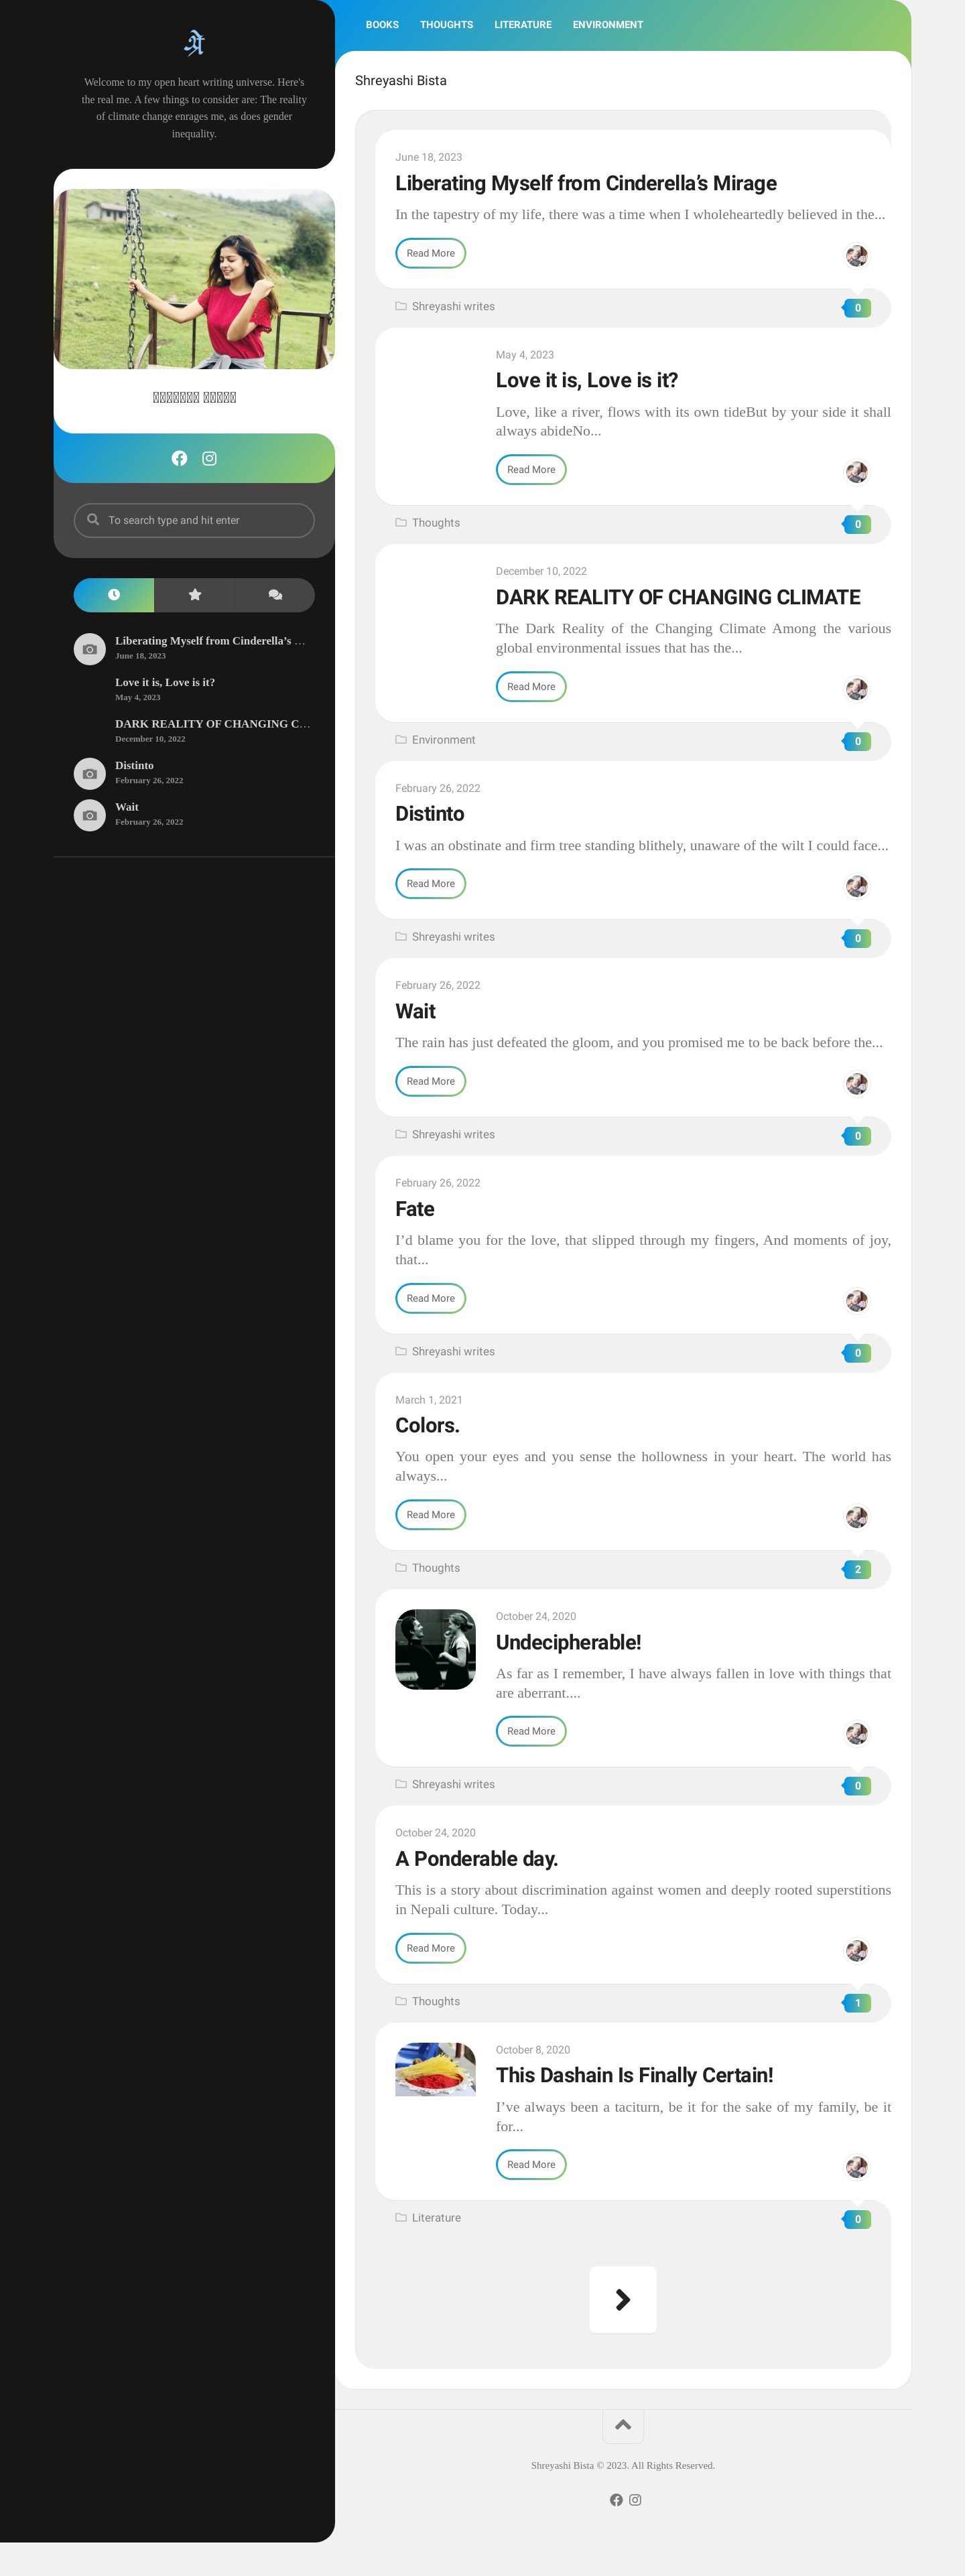 श्रे
Welcome to my open heart writing universe. Here's
the real me. A few things to consider are: The reality
of climate change enrages me, as does gender
inequality.
To search type and hit enter
Liberating Myself from Cinderella’s …
June 18, 2023
Love it is, Love is it?
May 4, 2023
DARK REALITY OF CHANGING C…
December 10, 2022
Distinto
February 26, 2022
Wait
February 26, 2022
BOOKS THOUGHTS LITERATURE ENVIRONMENT
Shreyashi Bista
June 18, 2023
Liberating Myself from Cinderella’s Mirage
In the tapestry of my life, there was a time when I wholeheartedly believed in the...
Read More
Shreyashi writes
0
May 4, 2023
Love it is, Love is it?
Love, like a river, flows with its own tideBut by your side it shall
always abideNo...
Read More
Thoughts
0
December 10, 2022
DARK REALITY OF CHANGING CLIMATE
The Dark Reality of the Changing Climate Among the various
global environmental issues that has the...
Read More
Environment
0
February 26, 2022
Distinto
I was an obstinate and firm tree standing blithely, unaware of the wilt I could face...
Read More
Shreyashi writes
0
February 26, 2022
Wait
The rain has just defeated the gloom, and you promised me to be back before the...
Read More
Shreyashi writes
0
February 26, 2022
Fate
I’d blame you for the love, that slipped through my fingers, And moments of joy,
that...
Read More
Shreyashi writes
0
March 1, 2021
Colors.
You open your eyes and you sense the hollowness in your heart. The world has
always...
Read More
Thoughts
2
October 24, 2020
Undecipherable!
As far as I remember, I have always fallen in love with things that
are aberrant....
Read More
Shreyashi writes
0
October 24, 2020
A Ponderable day.
This is a story about discrimination against women and deeply rooted superstitions
in Nepali culture. Today...
Read More
Thoughts
1
October 8, 2020
This Dashain Is Finally Certain!
I’ve always been a taciturn, be it for the sake of my family, be it
for...
Read More
Literature
0
Shreyashi Bista © 2023. All Rights Reserved.